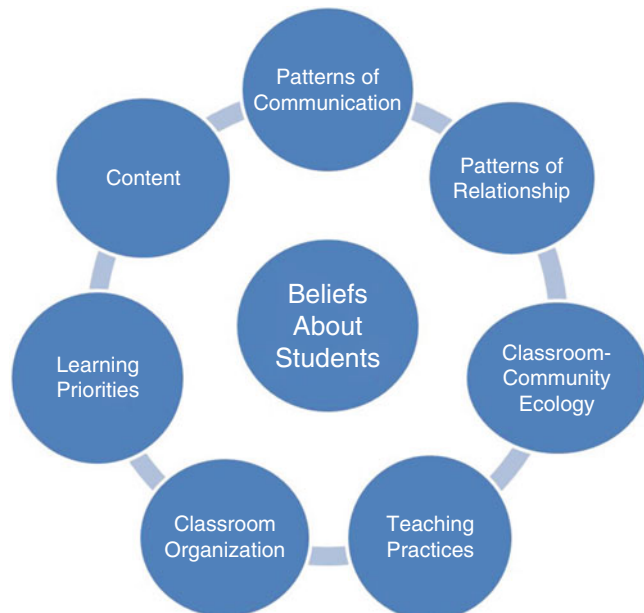 Patterns of
Communication
Patterns of
Relationship
Content
Beliefs
About
Students
Classroom-
Community
Ecology
Learning
Priorities
Classroom
Organization
Teaching
Practices